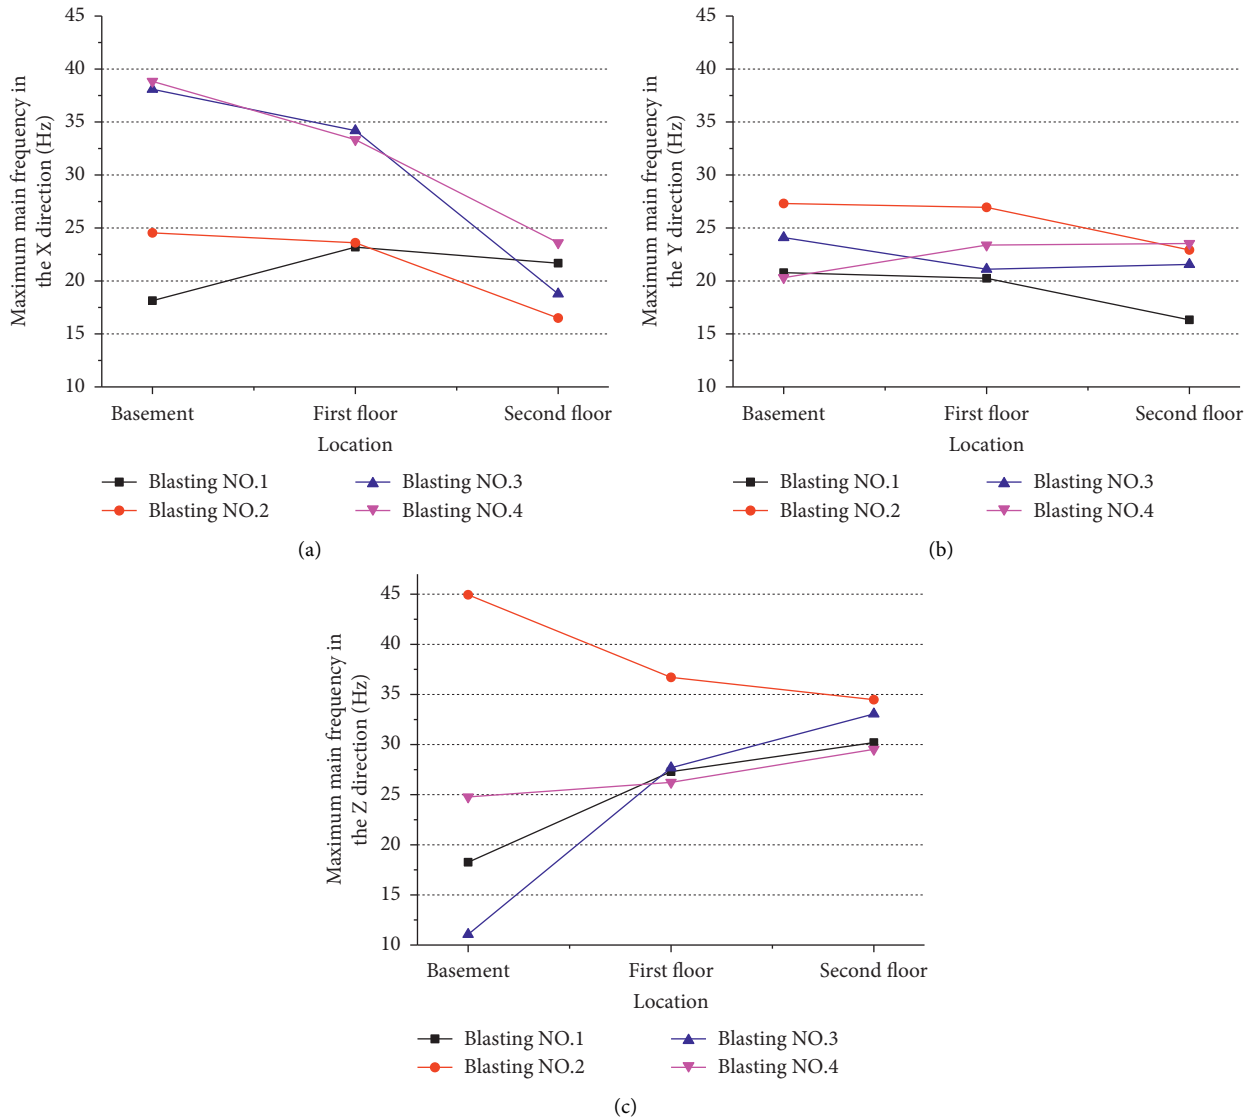 Maximum main frequency in
the X direction (Hz)
45
40
35
30
25
20
15
10
Basement
First floor
Second floor
Location
Blasting NO.1
Blasting NO.3
Blasting NO.2
Blasting NO.4
(a)
Maximum main frequency in
the Y direction (Hz)
45
40
35
30
25
20
15
10
Basement
First floor
Second floor
Location
Blasting NO.1
Blasting NO.3
Blasting NO.2
Blasting NO.4
(b)
Maximum main frequency in
the Z direction (Hz)
45
40
35
30
25
20
15
10
Basement
First floor
Second floor
Location
Blasting NO.1
Blasting NO.3
Blasting NO.2
Blasting NO.4
(c)